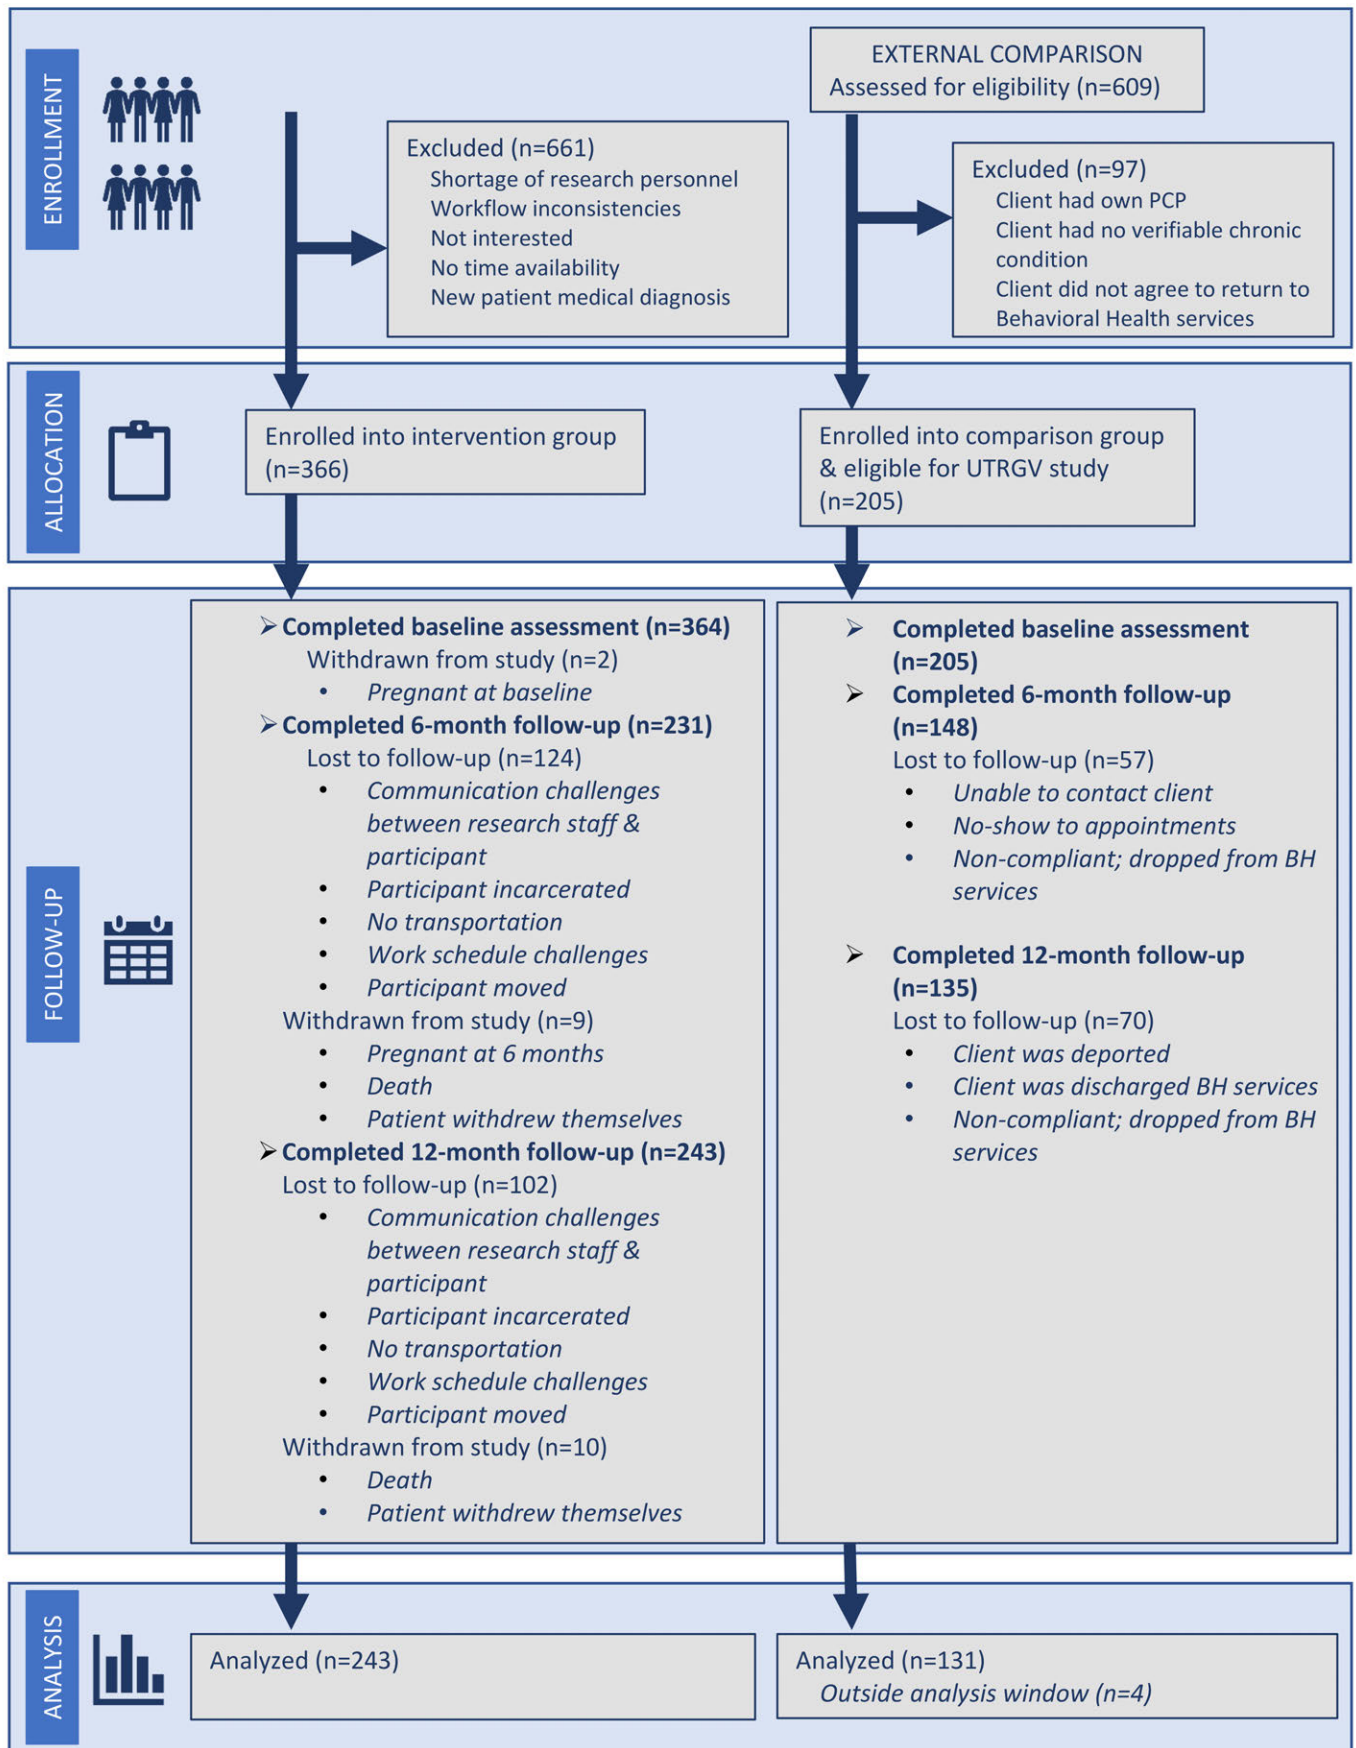 ENROLLMENT
EXTERNAL COMPARISON
Assessed for eligibility (n=609)
Excluded (n=661)
Shortage of research personnel
Workflow inconsistencies
Not interested
No time availability
New patient medical diagnosis
Excluded (n=97)
Client had own PCP
Client had no verifiable chronic
condition
Client did not agree to return to
Behavioral Health services
ALLOCATION
Enrolled into intervention group
(n=366)
Enrolled into comparison group
& eligible for UTRGV study
(n=205)
FOLLOW-UP
➢ Completed baseline assessment (n=364)
Withdrawn from study (n=2)
• Pregnant at baseline
➢ Completed 6-month follow-up (n=231)
Lost to follow-up (n=124)
• Communication challenges
between research staff &
participant
• Participant incarcerated
• No transportation
• Work schedule challenges
• Participant moved
Withdrawn from study (n=9)
• Pregnant at 6 months
• Death
• Patient withdrew themselves
➢ Completed 12-month follow-up (n=243)
Lost to follow-up (n=102)
• Communication challenges
between research staff &
participant
• Participant incarcerated
• No transportation
• Work schedule challenges
• Participant moved
Withdrawn from study (n=10)
• Death
• Patient withdrew themselves
➢ Completed baseline assessment
(n=205)
➢ Completed 6-month follow-up
(n=148)
Lost to follow-up (n=57)
• Unable to contact client
• No-show to appointments
• Non-compliant; dropped from BH
services
➢ Completed 12-month follow-up
(n=135)
Lost to follow-up (n=70)
• Client was deported
• Client was discharged BH services
• Non-compliant; dropped from BH
services
ANALYSIS
Analyzed (n=243)
Analyzed (n=131)
Outside analysis window (n=4)